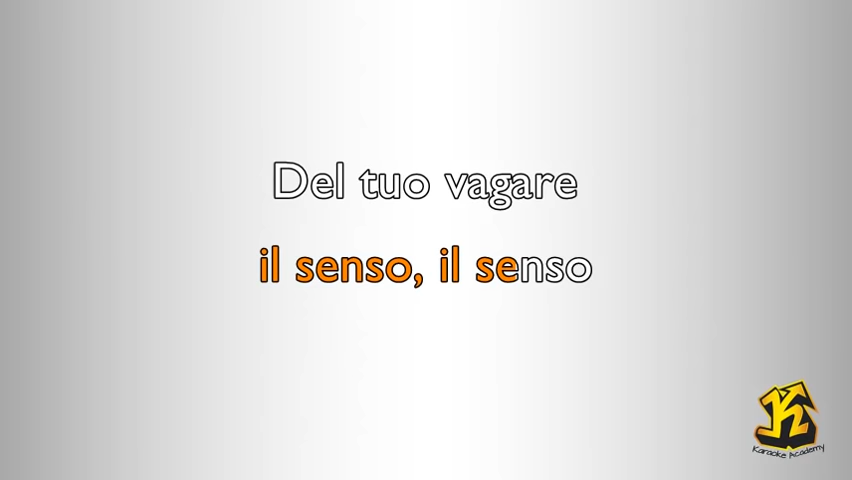 Del tuo vagare
il senso, il senso
K
Karaoke Academy